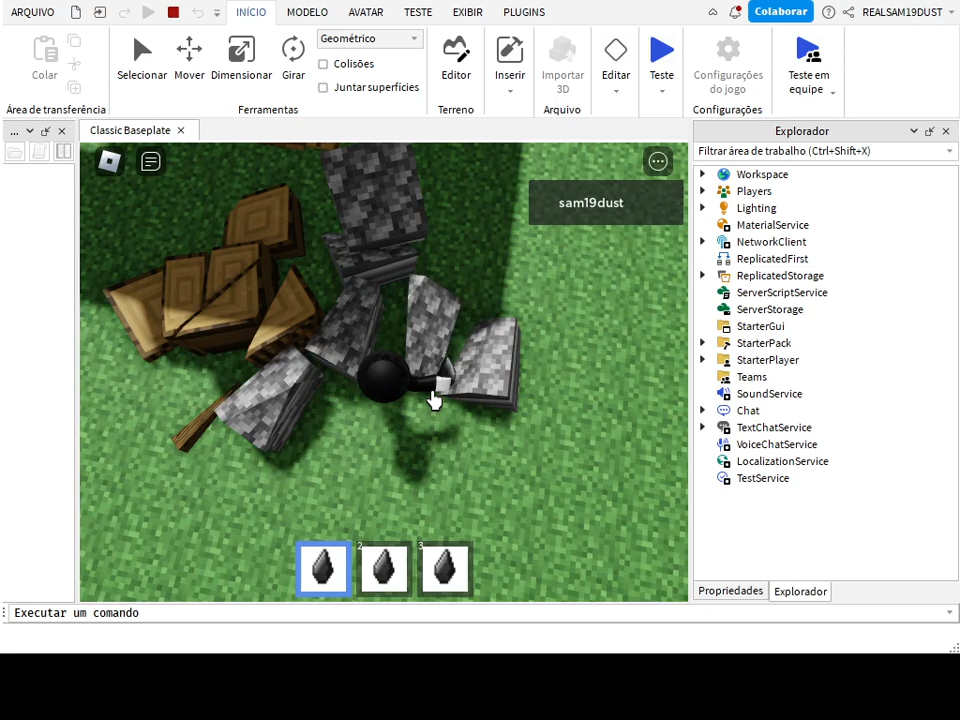 ARQUIVO INÍCIO MODELO AVATAR TESTE EXIBIR PLUGINS Colaborar REALSAM19DUST
Colar
Área de transferência
Selecionar Mover Dimensionar Girar
Geométrico
Colisões
Juntar superfícies
Ferramentas
Editor
Terreno
Inserir
Importar
3D
Arquivo
Editar
Teste
Configurações
do jogo
Configurações
Teste em
equipe
...
Classic Baseplate
Explorador
Filtrar área de trabalho (Ctrl+Shift+X)
sam19dust
2
3
Workspace
Players
Lighting
MaterialService
NetworkClient
ReplicatedFirst
ReplicatedStorage
ServerScriptService
ServerStorage
StarterGui
StarterPack
StarterPlayer
Teams
SoundService
Chat
TextChatService
VoiceChatService
LocalizationService
TestService
Propriedades Explorador
Executar um comando